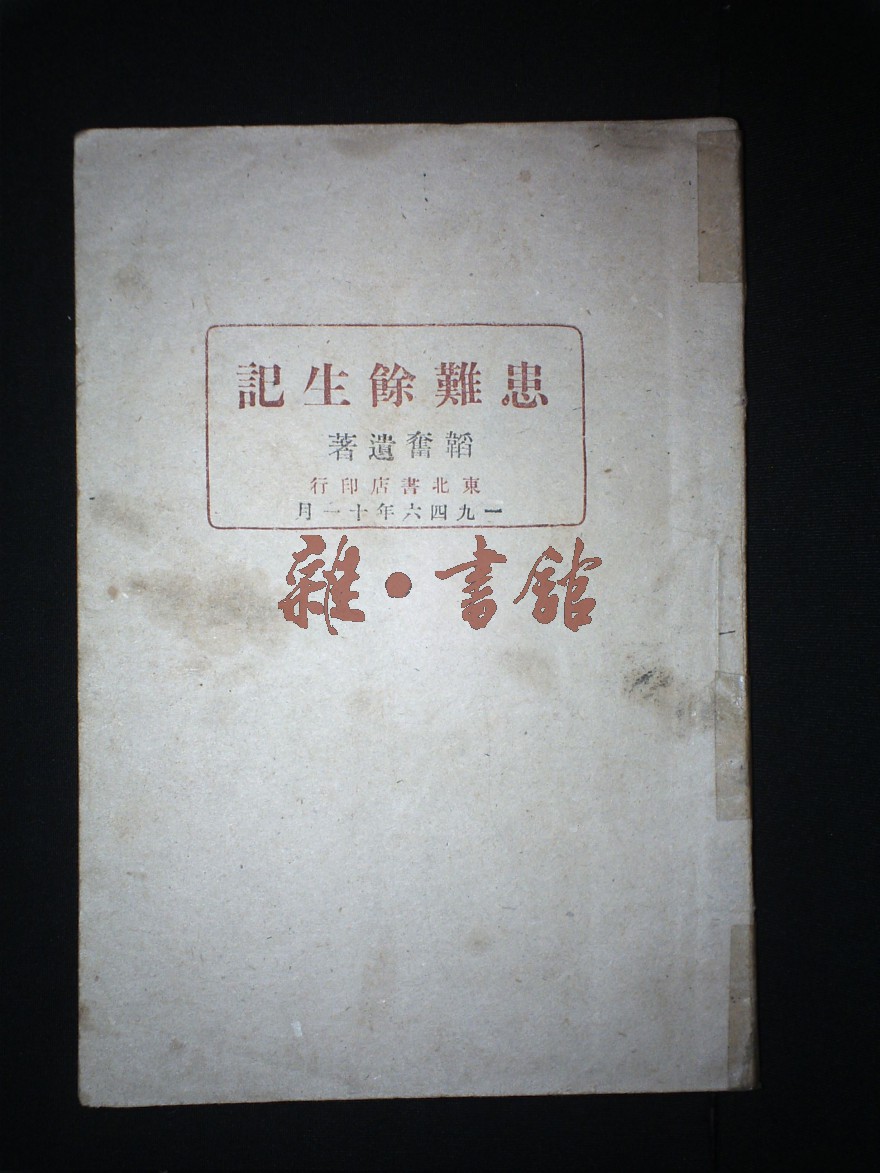 患難餘生記
韜奮遺著
東北書店印行
一九四六年十一月
雜·書館